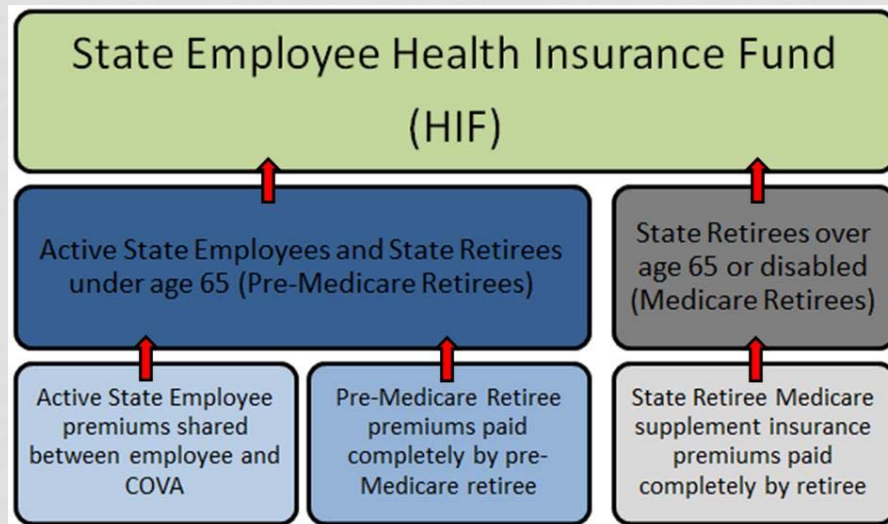 State Employee Health Insurance Fund
(HIF)
Active State Employees and State Retirees
under age 65 (Pre-Medicare Retirees)
State Retirees over
age 65 or disabled
(Medicare Retirees)
Active State Employee
premiums shared
between employee and
COVA
Pre-Medicare Retiree
premiums paid
completely by pre-
Medicare retiree
State Retiree Medicare
supplement insurance
premiums paid
completely by retiree